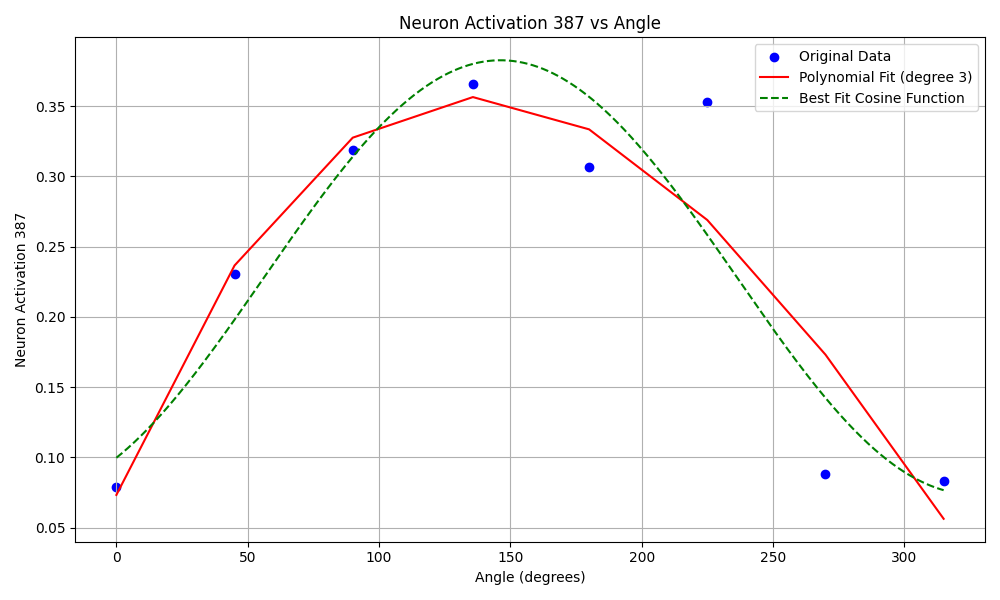 Neuron Activation 387 vs Angle
Original Data
Polynomial Fit (degree 3)
Best Fit Cosine Function
Neuron Activation 387
0.35
0.30
0.25
0.20
0.15
0.10
0.05
0 50 100 150 200 250 300
Angle (degrees)